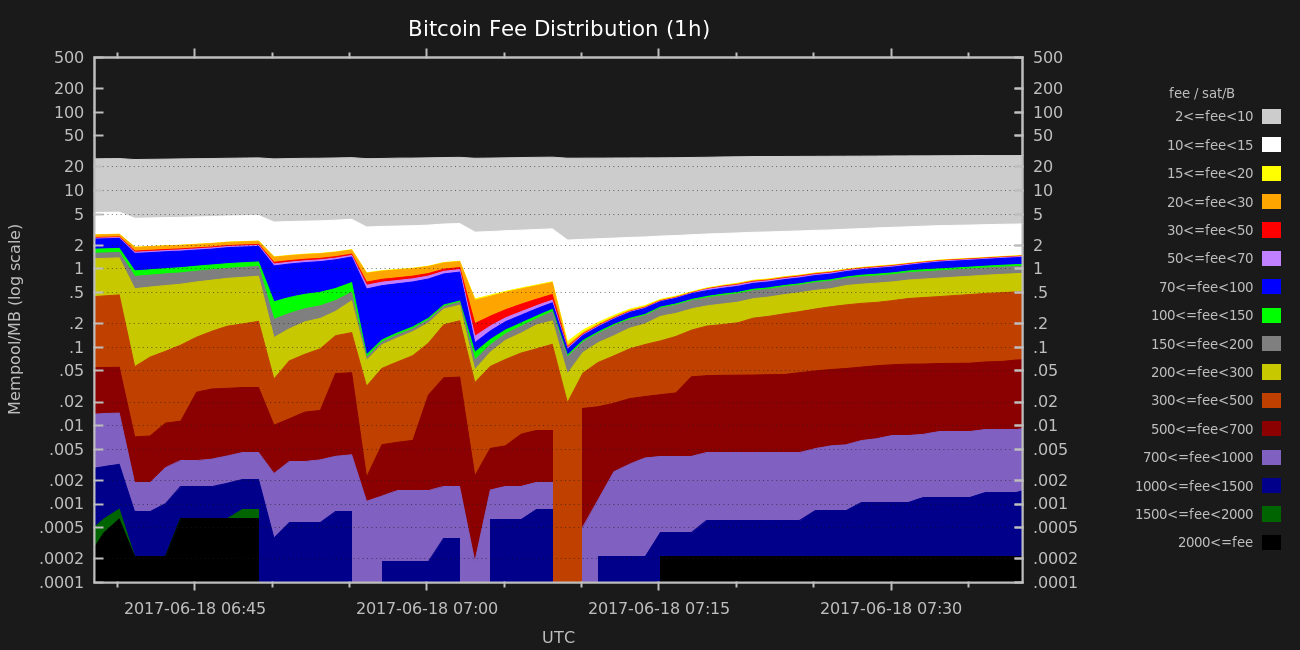 Bitcoin Fee Distribution (1h)
Mempool/MB (log scale)
500
200
100
50
20
10
5
2
1
.5
.2
.1
.05
.02
.01
.005
.002
.001
.0005
.0002
.0001
500
200
100
50
20
10
5
2
1
.5
.2
.1
.05
.02
.01
.005
.002
.001
.0005
.0002
.0001
2017-06-18 06:45
2017-06-18 07:00
2017-06-18 07:15
2017-06-18 07:30
UTC
fee / sat/B
2<=fee<10
10<=fee<15
15<=fee<20
20<=fee<30
30<=fee<50
50<=fee<70
70<=fee<100
100<=fee<150
150<=fee<200
200<=fee<300
300<=fee<500
500<=fee<700
700<=fee<1000
1000<=fee<1500
1500<=fee<2000
2000<=fee